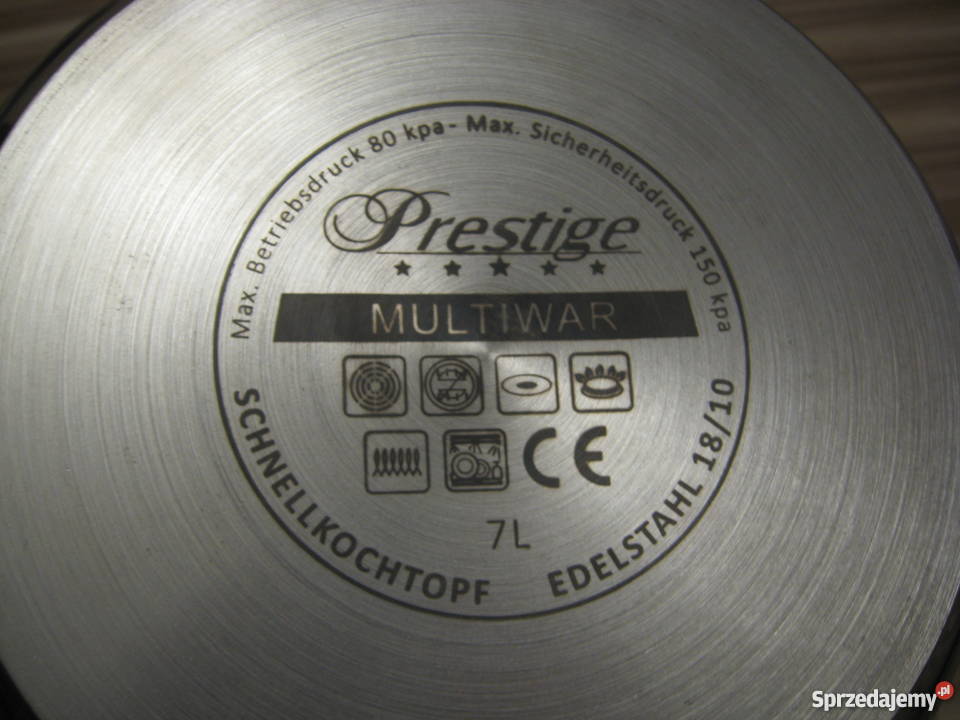 Max. Betriebsdruck 80 kpa - Max. Sicherheitsdruck 150 kpa
Prestige
MULTIWAR
CE
7L
SCHNELLKOCHTOPF EDELSTAHL 18/10
Sprzedajemy.pl